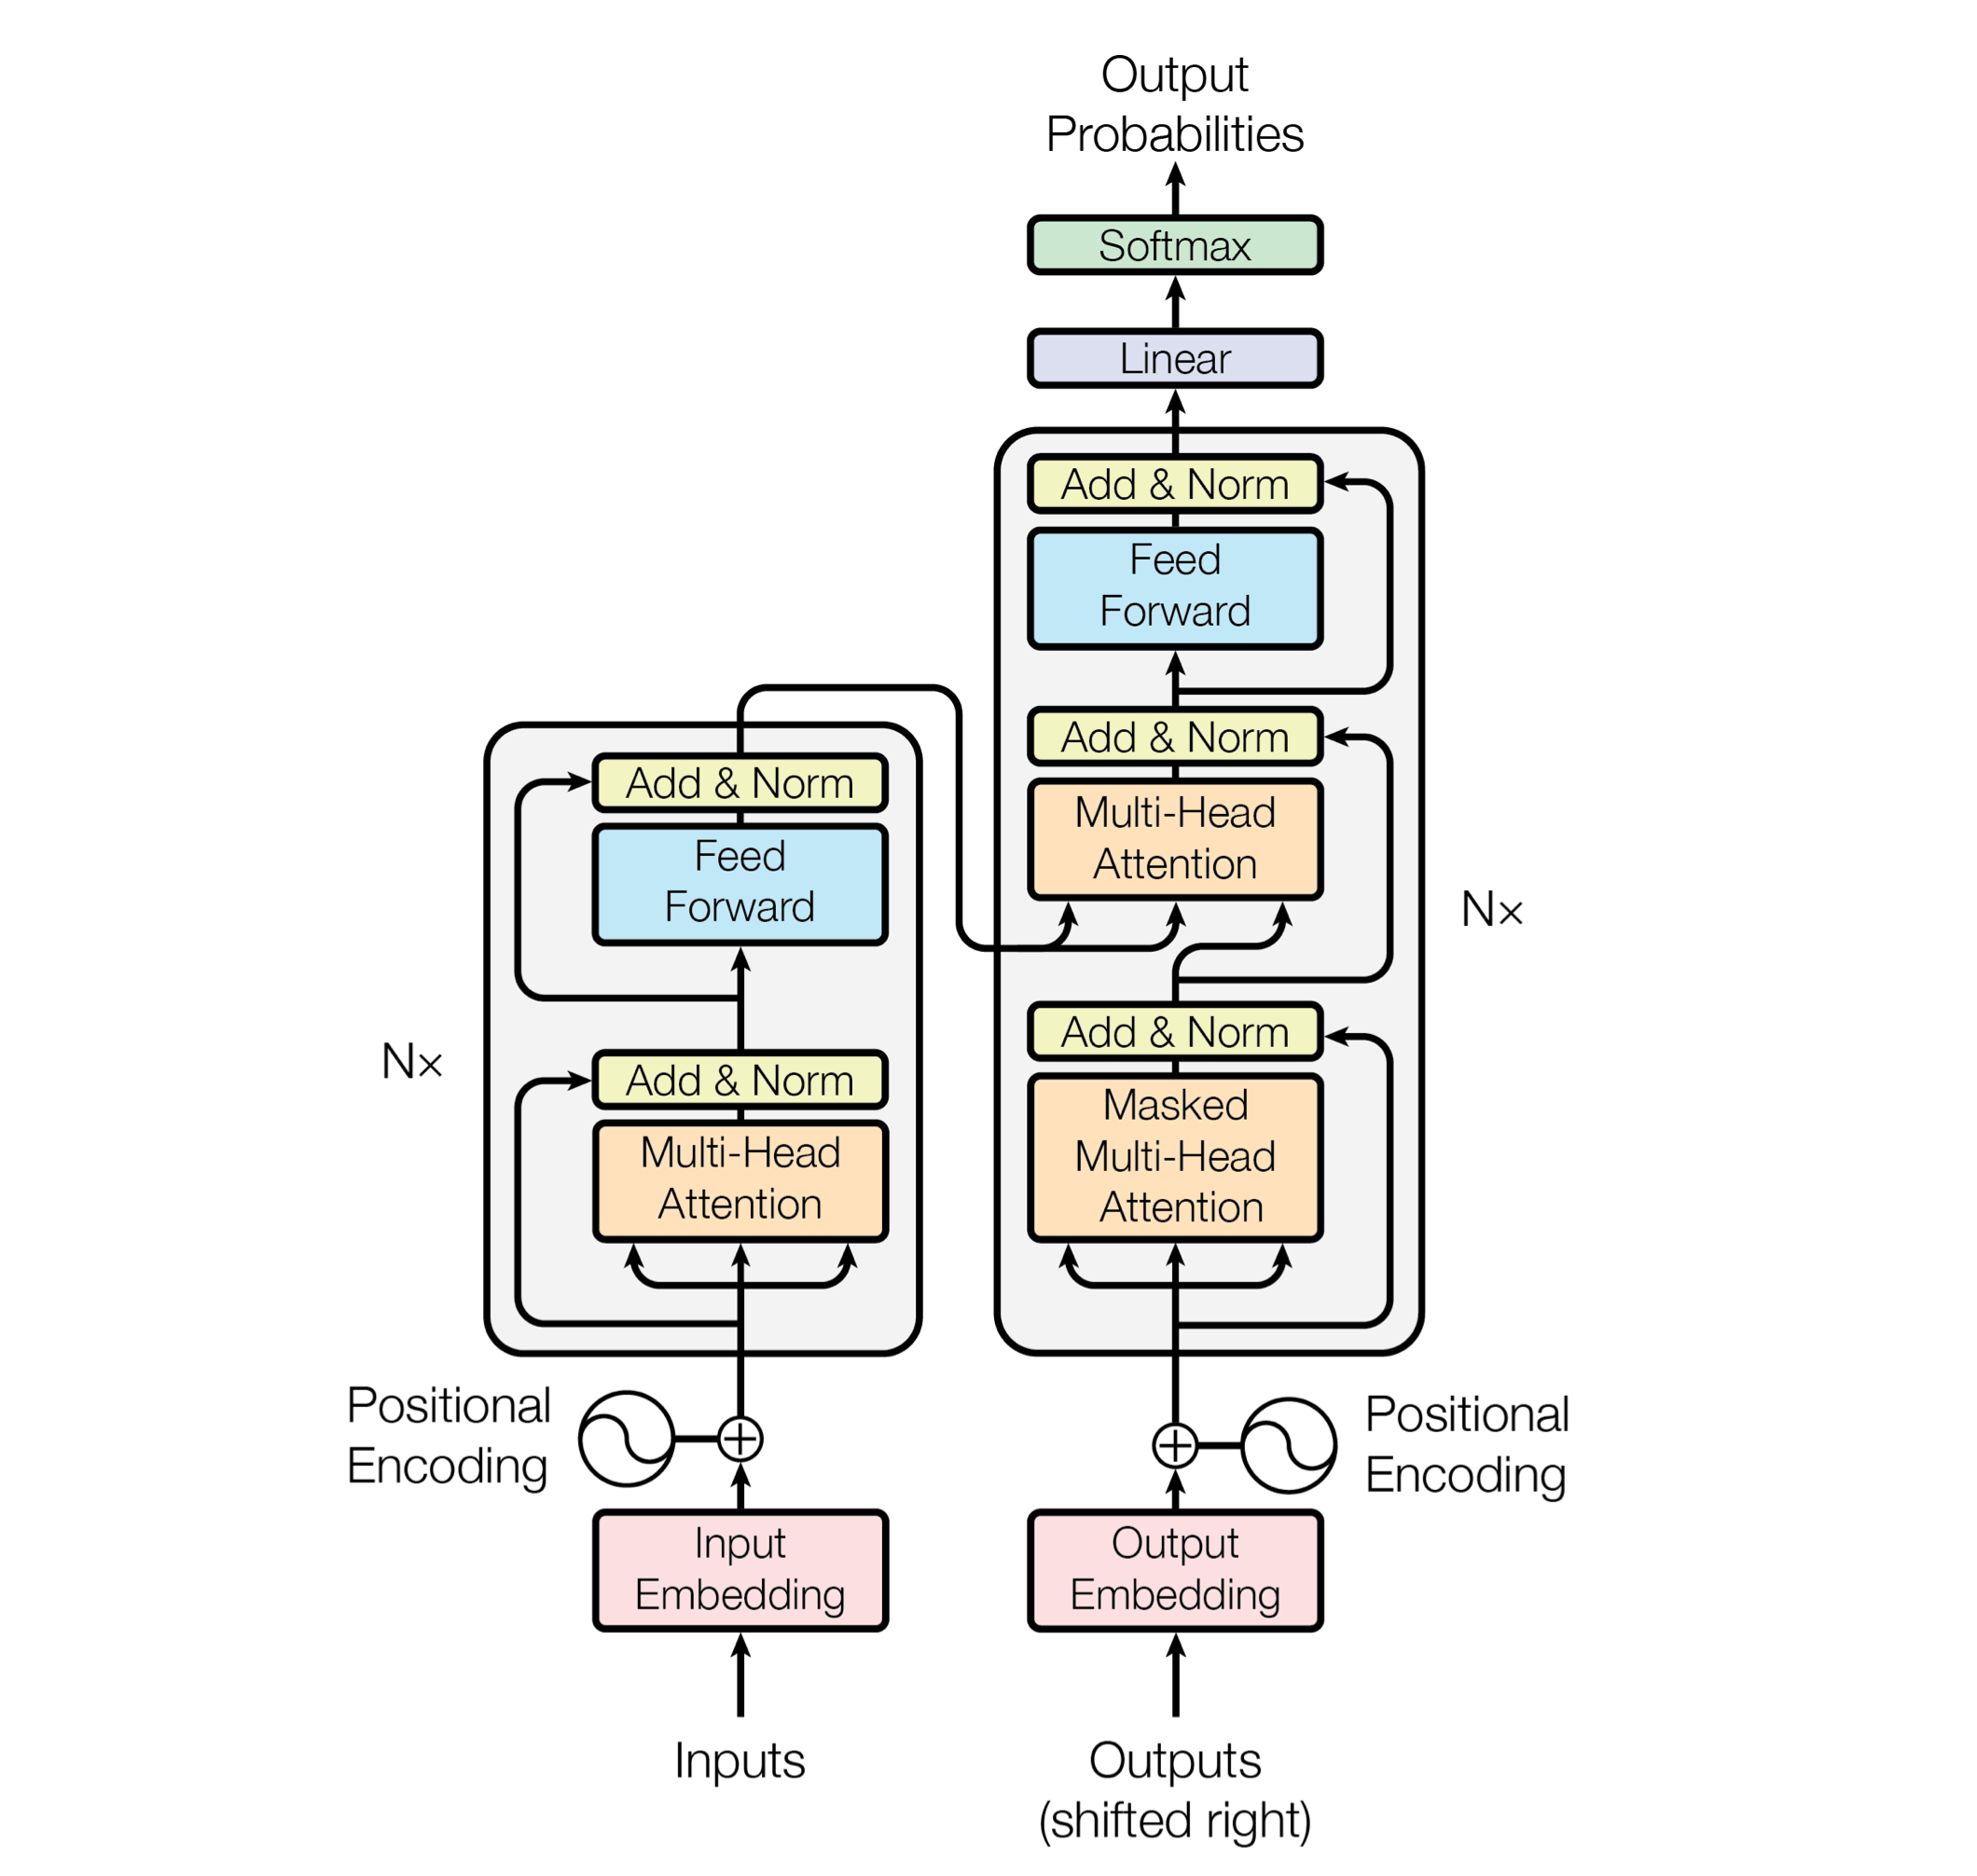 Output
Probabilities
Softmax
Linear
Add & Norm
Feed
Forward
Add & Norm
Multi-Head
Attention
Add & Norm
Masked
Multi-Head
Attention
N×
Add & Norm
Feed
Forward
Add & Norm
Multi-Head
Attention
N×
Positional
Encoding
Positional
Encoding
Input
Embedding
Output
Embedding
Inputs
Outputs
(shifted right)